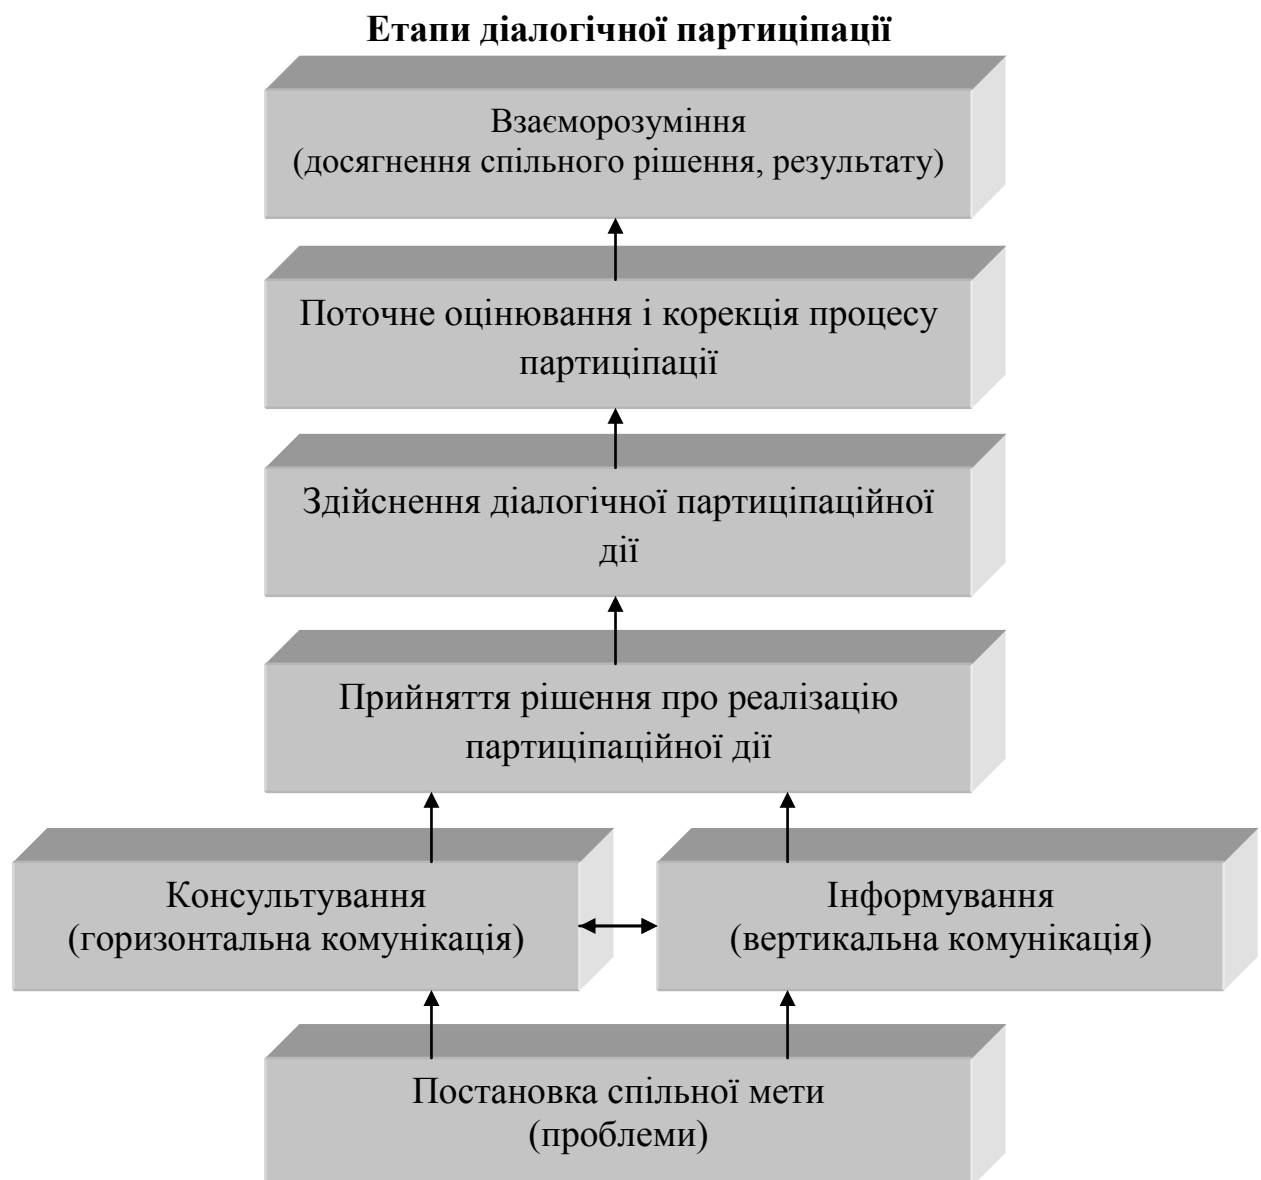 Етапи діалогічної партиципації
Взаєморозуміння
(досягнення спільного рішення, результату)
Поточне оцінювання і корекція процесу
партиципації
Здійснення діалогічної партиципаційної
дії
Прийняття рішення про реалізацію
партиципаційної дії
Консультування
(горизонтальна комунікація)
Інформування
(вертикальна комунікація)
Постановка спільної мети
(проблеми)